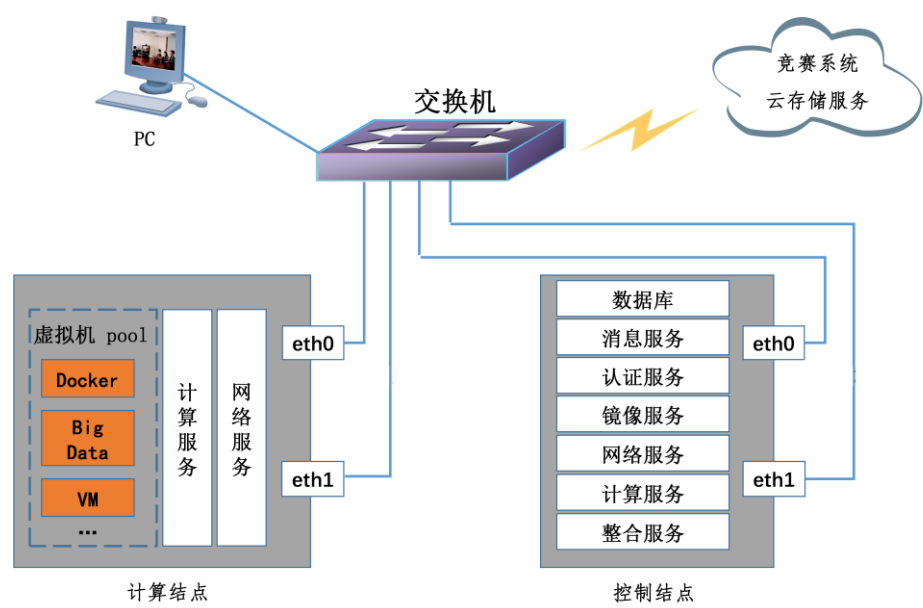 竞赛系统
云存储服务
交换机
PC
虚拟机 pool
Docker
Big
Data
VM
...
计算服务
网络服务
eth0
eth1
计算结点
数据库
消息服务
认证服务
镜像服务
网络服务
计算服务
整合服务
eth0
eth1
控制结点